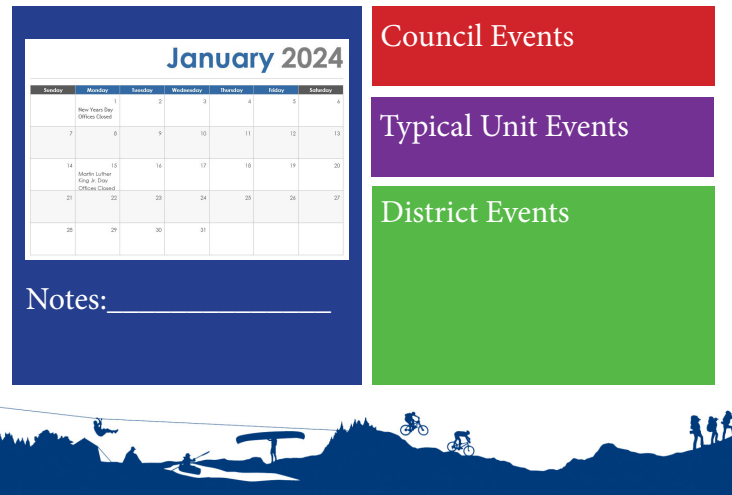 January 2024
Sunday Monday Tuesday Wednesday Thursday Friday Saturday
1 2 3 4 5 6
New Years Day
Offices Closed
7 8 9 10 11 12 13
14 15 16 17 18 19 20
Martin Luther
King Jr. Day
Offices Closed
21 22 23 24 25 26 27
28 29 30 31
Notes:______________
Council Events
Typical Unit Events
District Events